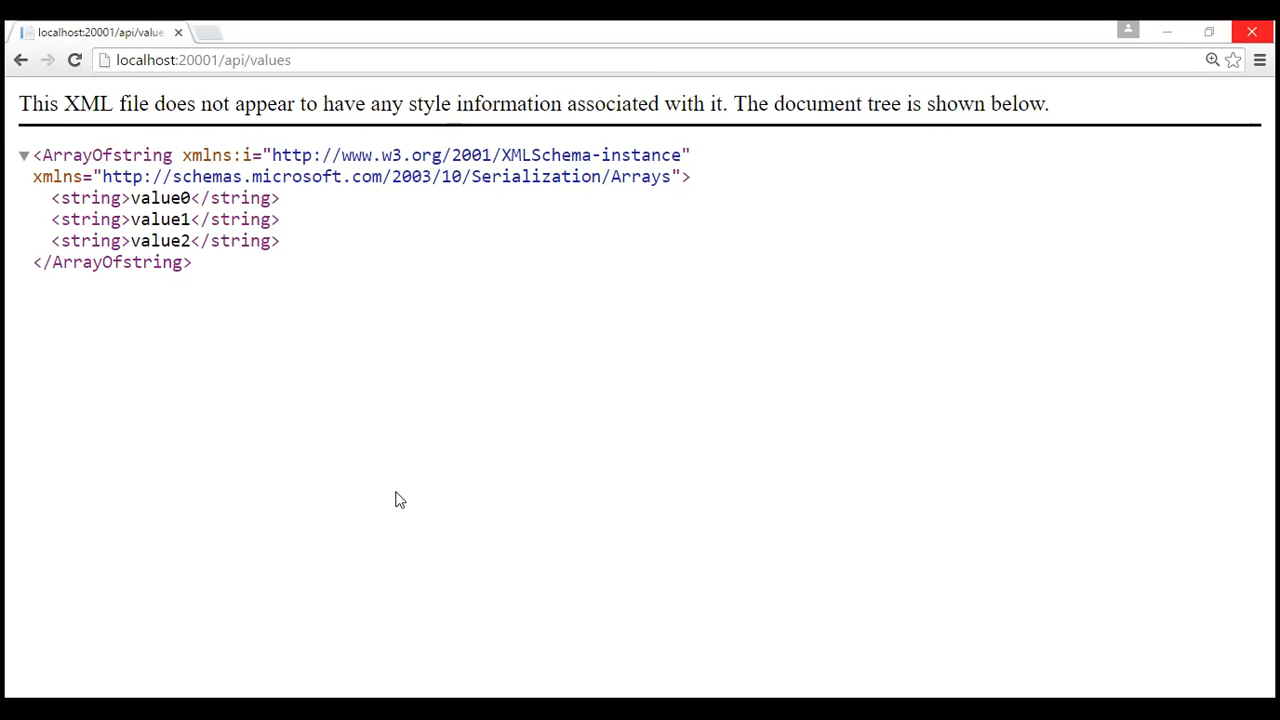 localhost:20001/api/value
localhost:20001/api/values
This XML file does not appear to have any style information associated with it. The document tree is shown below.
<ArrayOfstring xmlns:i="http://www.w3.org/2001/XMLSchema-instance"
xmlns="http://schemas.microsoft.com/2003/10/Serialization/Arrays">
<string>value0</string>
<string>value1</string>
<string>value2</string>
</ArrayOfstring>